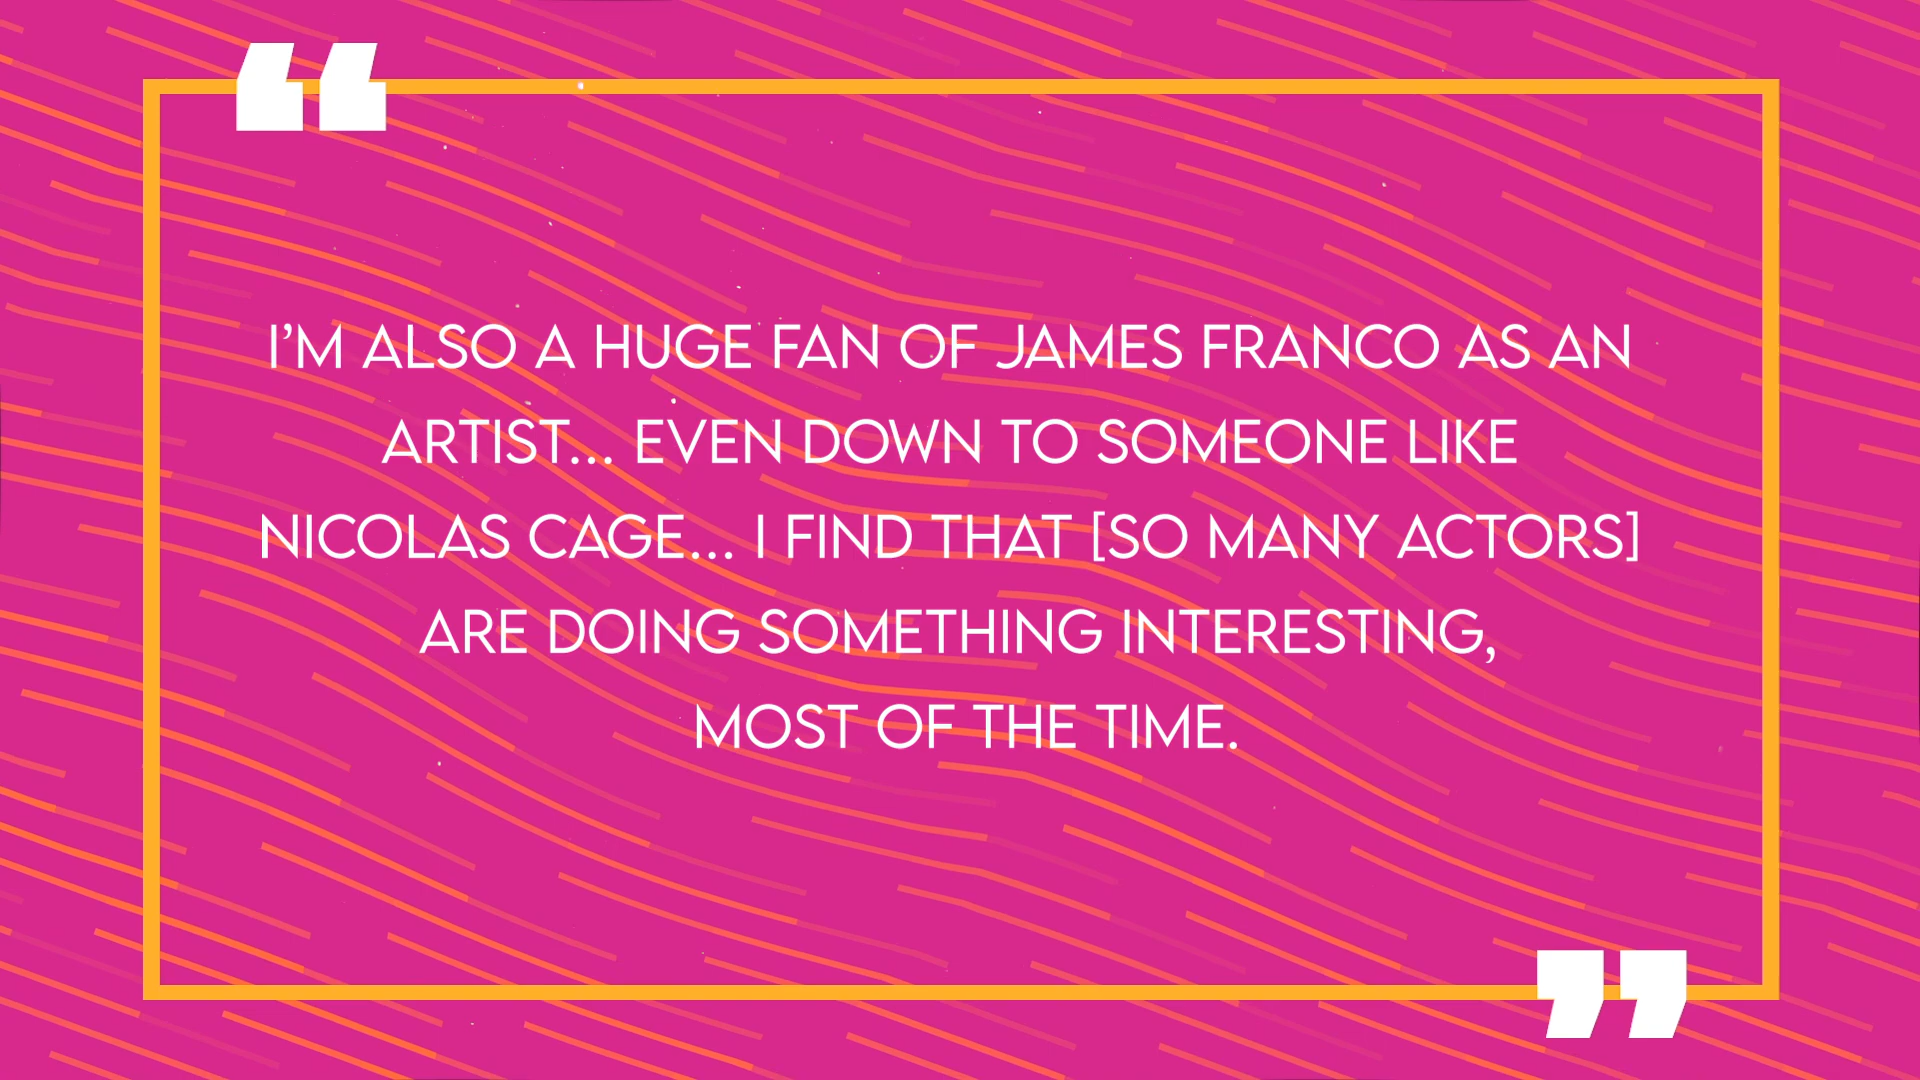 “
I’M ALSO A HUGE FAN OF JAMES FRANCO AS AN
ARTIST... EVEN DOWN TO SOMEONE LIKE
NICOLAS CAGE... I FIND THAT [SO MANY ACTORS]
ARE DOING SOMETHING INTERESTING,
MOST OF THE TIME.
”